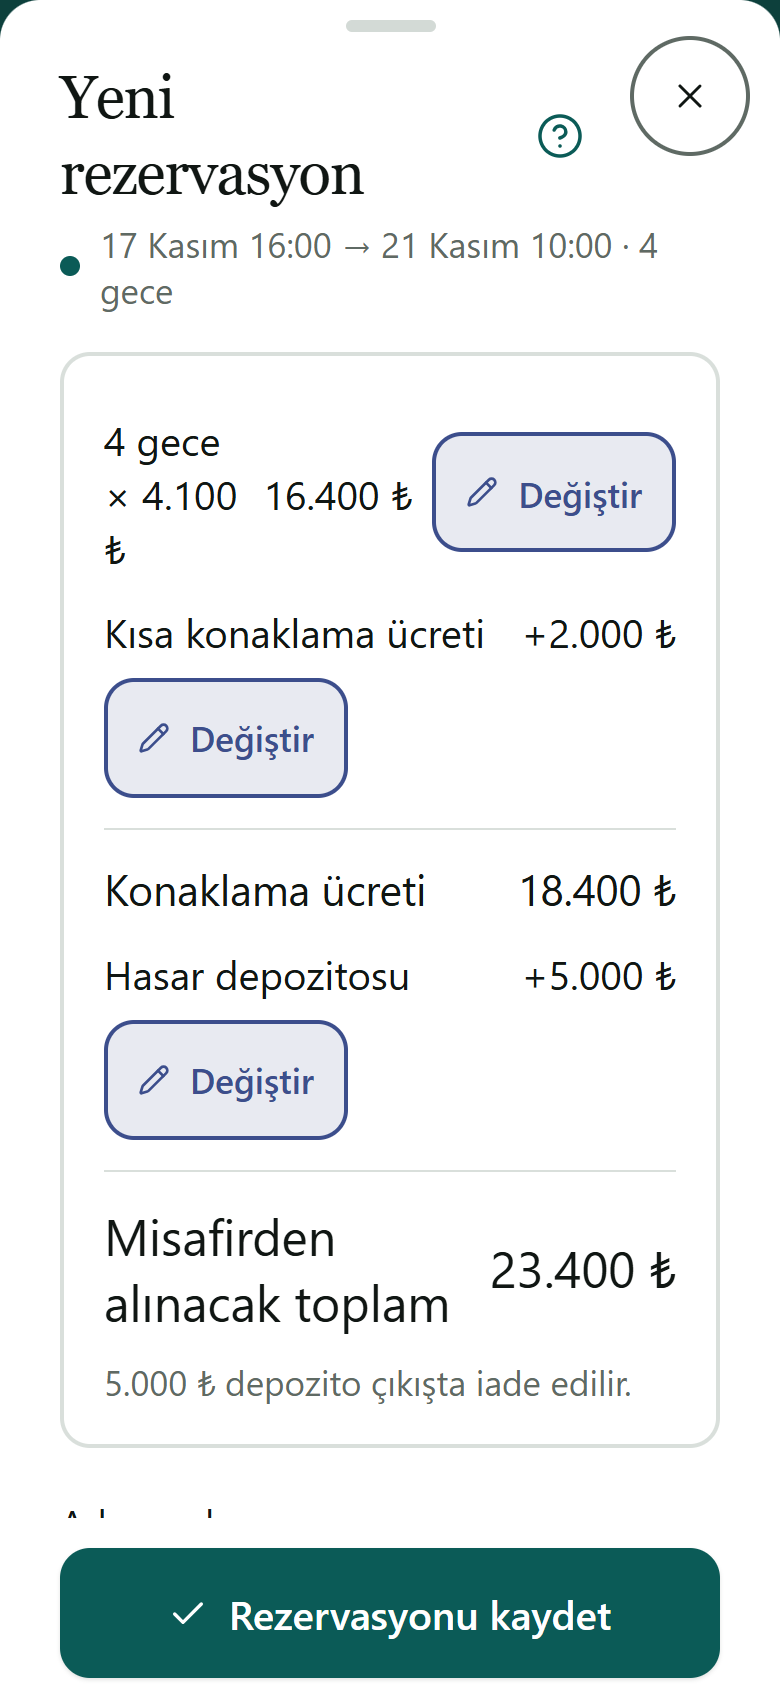 Yeni
rezervasyon
17 Kasım 16:00 → 21 Kasım 10:00 · 4
gece
4 gece
× 4.100 16.400 ₺ Değiştir
₺
Kısa konaklama ücreti +2.000 ₺
Değiştir
Konaklama ücreti 18.400 ₺
Hasar depozitosu +5.000 ₺
Değiştir
Misafirden
alınacak toplam 23.400 ₺
5.000 ₺ depozito çıkışta iade edilir.
Rezervasyonu kaydet